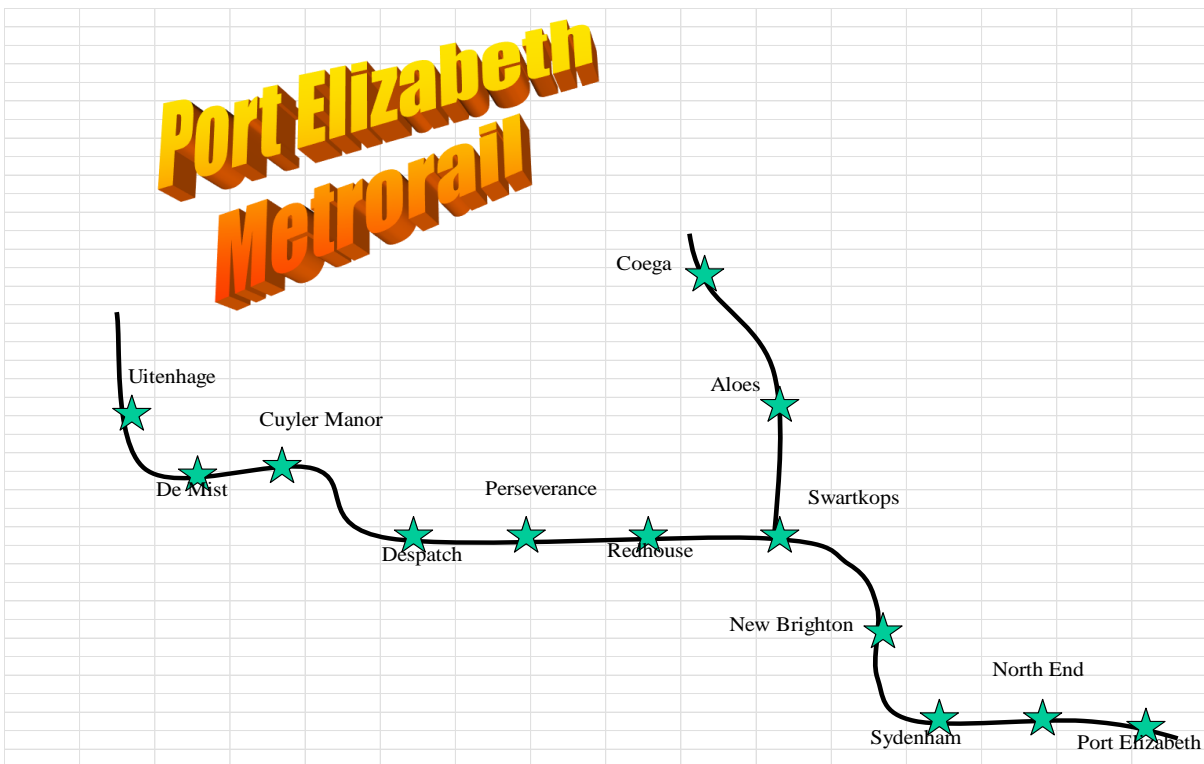 Port Elizabeth
Metrorail
Coega
Uitenhage
Aloes
Cuyler Manor
De Mist
Perseverance
Swartkops
Despatch
Redhouse
New Brighton
North End
Sydenham
Port Elizabeth